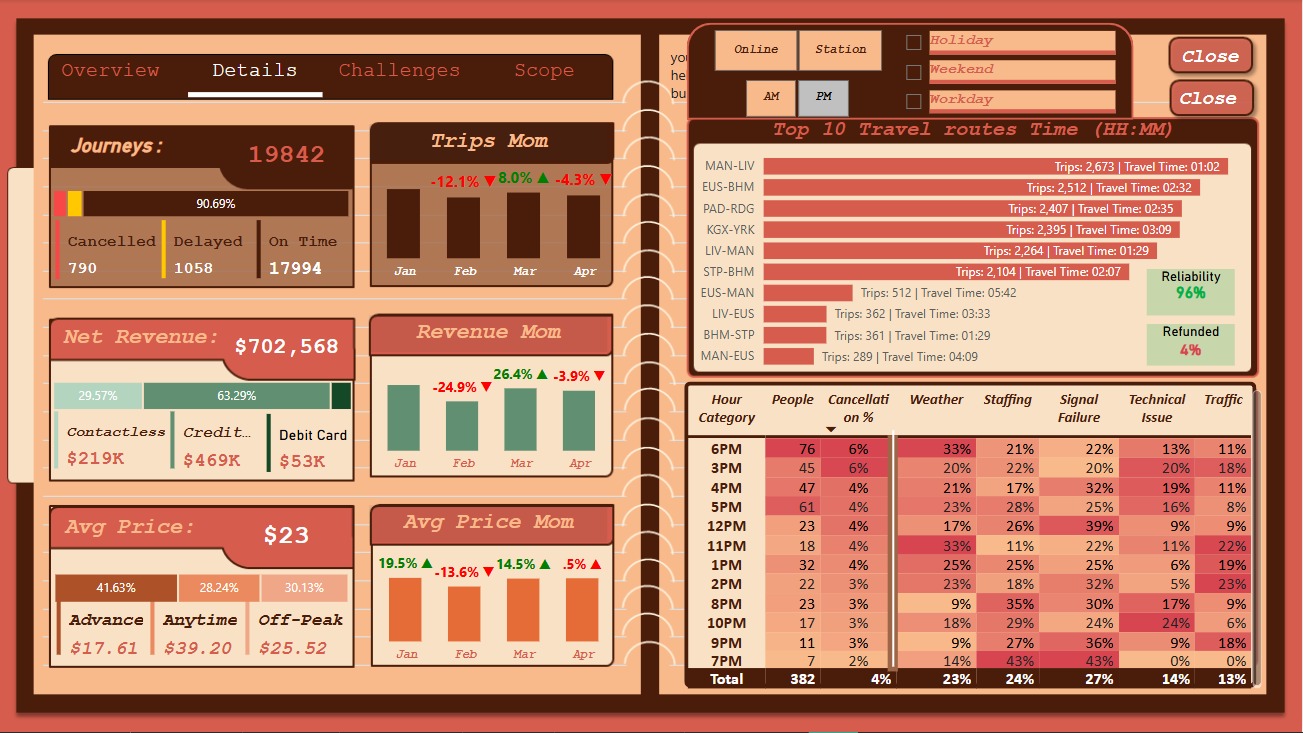 Overview Details Challenges Scope
Journeys: 19842
90.69%
Cancelled Delayed On Time
790 1058 17994
Trips Mom
-12.1% ▼ 8.0% ▲ -4.3% ▼
Jan Feb Mar Apr
Net Revenue: $702,568
29.57% 63.29%
Contactless Credit... Debit Card
$219K $469K $53K
Revenue Mom
-24.9% ▼ 26.4% ▲ -3.9% ▼
Jan Feb Mar Apr
Avg Price: $23
41.63% 28.24% 30.13%
Advance Anytime Off-Peak
$17.61 $39.20 $25.52
Avg Price Mom
19.5% ▲ -13.6% ▼ 14.5% ▲ .5% ▲
Jan Feb Mar Apr
Online Station
AM PM
Holiday
Weekend
Workday
Close
Close
Top 10 Travel routes Time (HH:MM)
MAN-LIV Trips: 2,673 | Travel Time: 01:02
EUS-BHM Trips: 2,512 | Travel Time: 02:32
PAD-RDG Trips: 2,407 | Travel Time: 02:35
KGX-YRK Trips: 2,395 | Travel Time: 03:09
LIV-MAN Trips: 2,264 | Travel Time: 01:29
STP-BHM Trips: 2,104 | Travel Time: 02:07
EUS-MAN Trips: 512 | Travel Time: 05:42
LIV-EUS Trips: 362 | Travel Time: 03:33
BHM-STP Trips: 361 | Travel Time: 01:29
MAN-EUS Trips: 289 | Travel Time: 04:09
Reliability
96%
Refunded
4%
Hour People Cancellati Weather Staffing Signal Technical Traffic
Category on % Failure Issue
6PM 76 6% 33% 21% 22% 13% 11%
3PM 45 6% 20% 22% 20% 20% 18%
4PM 47 4% 21% 17% 32% 19% 11%
5PM 61 4% 23% 28% 25% 16% 8%
12PM 23 4% 17% 26% 39% 9% 9%
11PM 18 4% 33% 11% 22% 11% 22%
1PM 32 4% 25% 25% 25% 6% 19%
2PM 22 3% 23% 18% 32% 5% 23%
8PM 23 3% 9% 35% 30% 17% 9%
10PM 17 3% 18% 29% 24% 24% 6%
9PM 11 3% 9% 27% 36% 9% 18%
7PM 7 2% 14% 43% 43% 0% 0%
Total 382 4% 23% 24% 27% 14% 13%